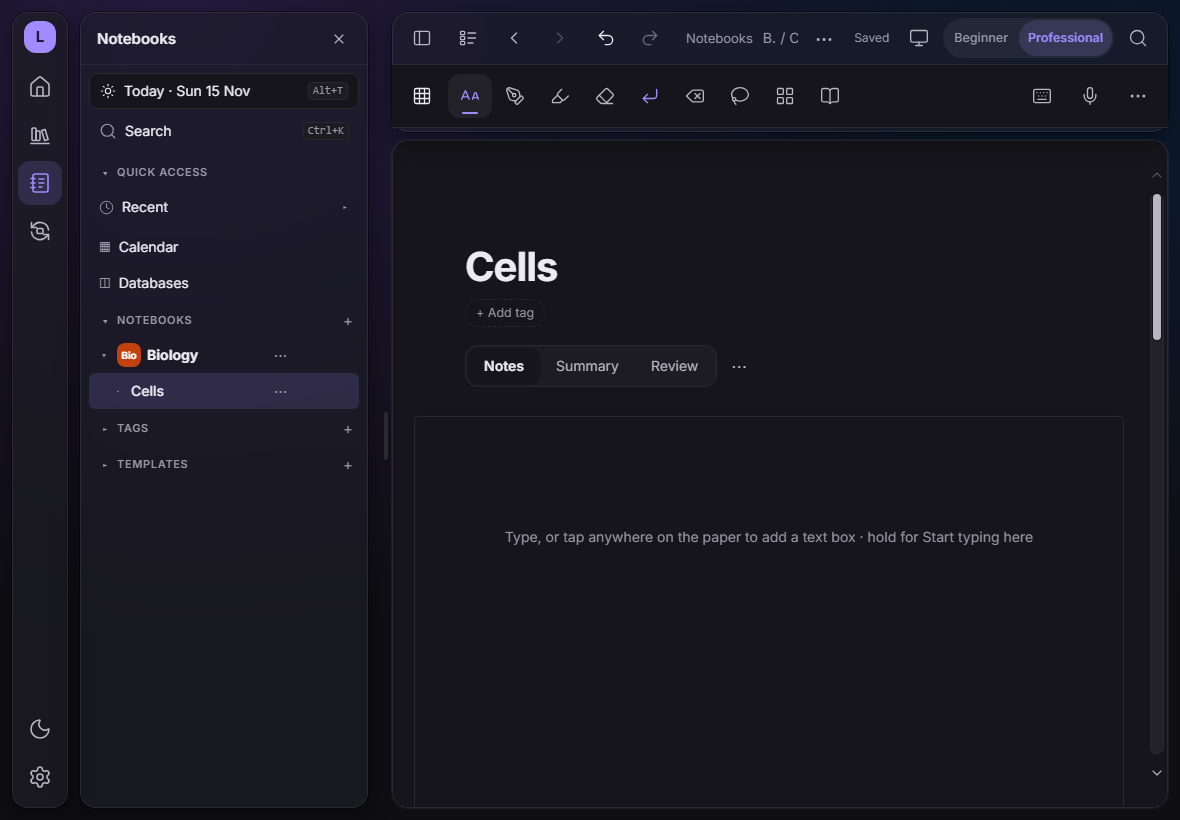 L
Notebooks
Today · Sun 15 Nov Alt+T
Search Ctrl+K
QUICK ACCESS
Recent
Calendar
Databases
NOTEBOOKS +
Bio Biology ...
Cells ...
TAGS +
TEMPLATES +
Notebooks B. / C ... Saved Beginner Professional
AA ...
Cells
+ Add tag
Notes Summary Review ...
Type, or tap anywhere on the paper to add a text box · hold for Start typing here